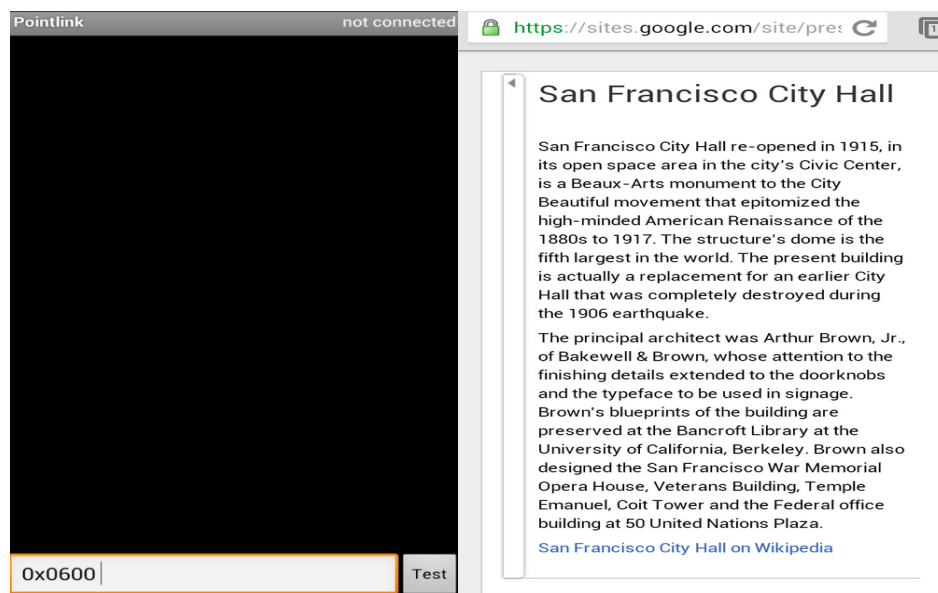 Pointlink not connected
0x0600
Test
https://sites.google.com/site/pres
1
San Francisco City Hall
San Francisco City Hall re-opened in 1915, in
its open space area in the city's Civic Center,
is a Beaux-Arts monument to the City
Beautiful movement that epitomized the
high-minded American Renaissance of the
1880s to 1917. The structure's dome is the
fifth largest in the world. The present building
is actually a replacement for an earlier City
Hall that was completely destroyed during
the 1906 earthquake.
The principal architect was Arthur Brown, Jr.,
of Bakewell & Brown, whose attention to the
finishing details extended to the doorknobs
and the typeface to be used in signage.
Brown's blueprints of the building are
preserved at the Bancroft Library at the
University of California, Berkeley. Brown also
designed the San Francisco War Memorial
Opera House, Veterans Building, Temple
Emanuel, Coit Tower and the Federal office
building at 50 United Nations Plaza.
San Francisco City Hall on Wikipedia